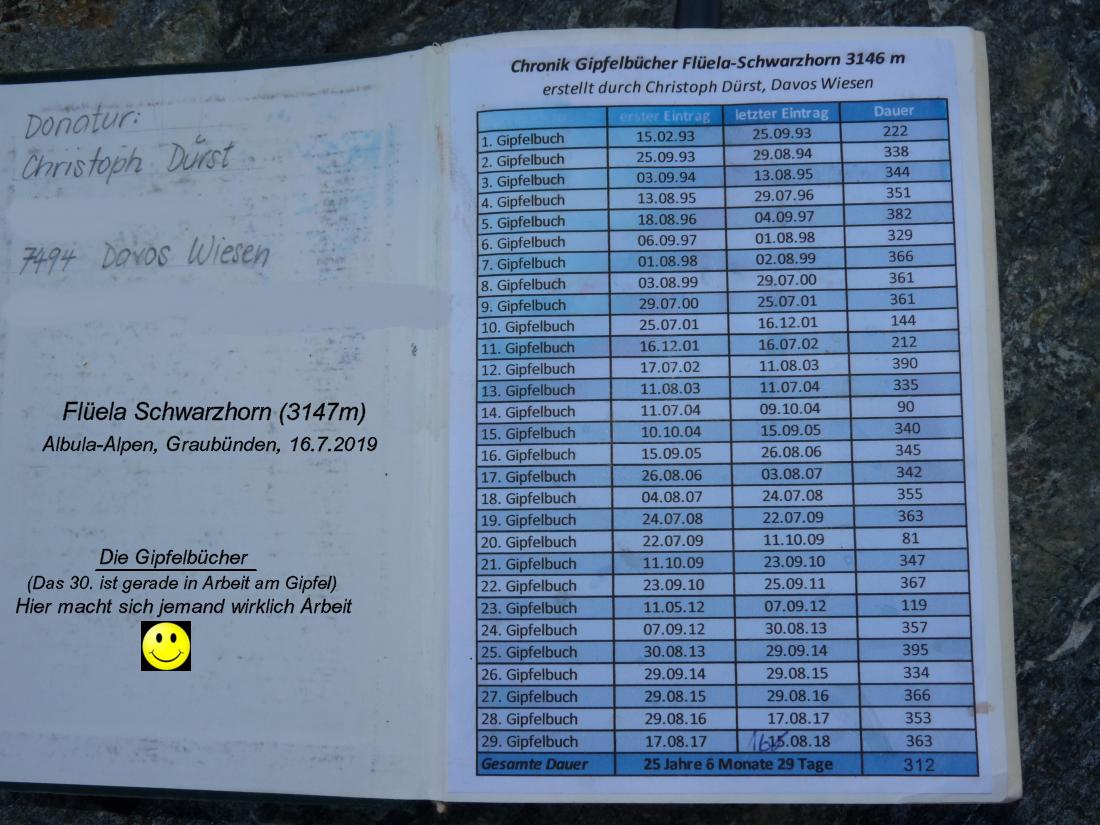 Donatur:
Christoph Dürst
7494 Davos Wiesen
Flüela Schwarzhorn (3147m)
Albula-Alpen, Graubünden, 16.7.2019
Die Gipfelbücher
(Das 30. ist gerade in Arbeit am Gipfel)
Hier macht sich jemand wirklich Arbeit
Chronik Gipfelbücher Flüela-Schwarzhorn 3146 m
erstellt durch Christoph Dürst, Davos Wiesen
erster Eintrag letzter Eintrag Dauer
1. Gipfelbuch 15.02.93 25.09.93 222
2. Gipfelbuch 25.09.93 29.08.94 338
3. Gipfelbuch 03.09.94 13.08.95 344
4. Gipfelbuch 13.08.95 29.07.96 351
5. Gipfelbuch 18.08.96 04.09.97 382
6. Gipfelbuch 06.09.97 01.08.98 329
7. Gipfelbuch 01.08.98 02.08.99 366
8. Gipfelbuch 03.08.99 29.07.00 361
9. Gipfelbuch 29.07.00 25.07.01 361
10. Gipfelbuch 25.07.01 16.12.01 144
11. Gipfelbuch 16.12.01 16.07.02 212
12. Gipfelbuch 17.07.02 11.08.03 390
13. Gipfelbuch 11.08.03 11.07.04 335
14. Gipfelbuch 11.07.04 09.10.04 90
15. Gipfelbuch 10.10.04 15.09.05 340
16. Gipfelbuch 15.09.05 26.08.06 345
17. Gipfelbuch 26.08.06 03.08.07 342
18. Gipfelbuch 04.08.07 24.07.08 355
19. Gipfelbuch 24.07.08 22.07.09 363
20. Gipfelbuch 22.07.09 11.10.09 81
21. Gipfelbuch 11.10.09 23.09.10 347
22. Gipfelbuch 23.09.10 25.09.11 367
23. Gipfelbuch 11.05.12 07.09.12 119
24. Gipfelbuch 07.09.12 30.08.13 357
25. Gipfelbuch 30.08.13 29.09.14 395
26. Gipfelbuch 29.09.14 29.08.15 334
27. Gipfelbuch 29.08.15 29.08.16 366
28. Gipfelbuch 29.08.16 17.08.17 353
29. Gipfelbuch 17.08.17 15.08.18 363
Gesamte Dauer 25 Jahre 6 Monate 29 Tage 312